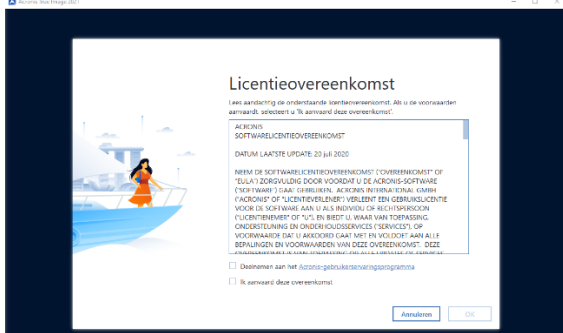 Acronis True Image 2021
Licentieovereenkomst
Lees aandachtig de onderstaande licentieovereenkomst. Als u de voorwaarden
aanvaardt, selecteert u 'Ik aanvaard deze overeenkomst'.
ACRONIS
SOFTWARELICENTIEOVEREENKOMST
DATUM LAATSTE UPDATE: 20 juli 2020
NEEM DE SOFTWARELICENTIEOVEREENKOMST ("OVEREENKOMST" OF
"EULA") ZORGVULDIG DOOR VOORDAT U DE ACRONIS-SOFTWARE
("SOFTWARE") GAAT GEBRUIKEN. ACRONIS INTERNATIONAL GMBH
("ACRONIS" OF "LICENTIEVERLENER") VERLEENT EEN GEBRUIKSLICENTIE
VOOR DE SOFTWARE AAN U ALS INDIVIDU OF RECHTSPERSOON
("LICENTIENEMER" OF "U"), EN BIEDT U, WAAR VAN TOEPASSING,
ONDERSTEUNING EN ONDERHOUDSSERVICES ("SERVICES"), OP
VOORWAARDE DAT U AKKOORD GAAT MET EN VOLDOET AAN ALLE
BEPALINGEN EN VOORWAARDEN VAN DEZE OVEREENKOMST. DEZE
Deelnemen aan het Acronis-gebruikerservaringsprogramma
Ik aanvaard deze overeenkomst
Annuleren
OK